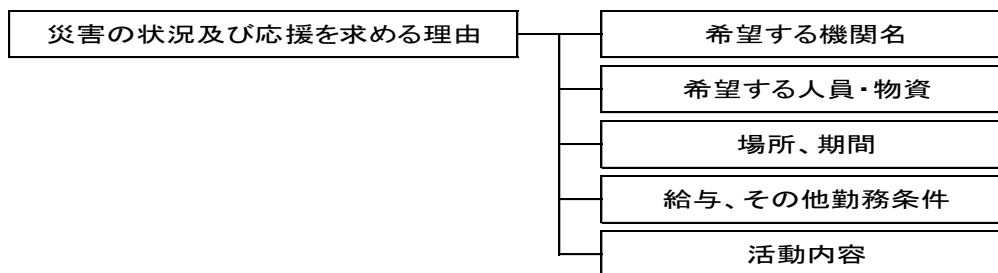 災害の状況及び応援を求める理由
希望する機関名
希望する人員・物資
場所、期間
給与、その他勤務条件
活動内容